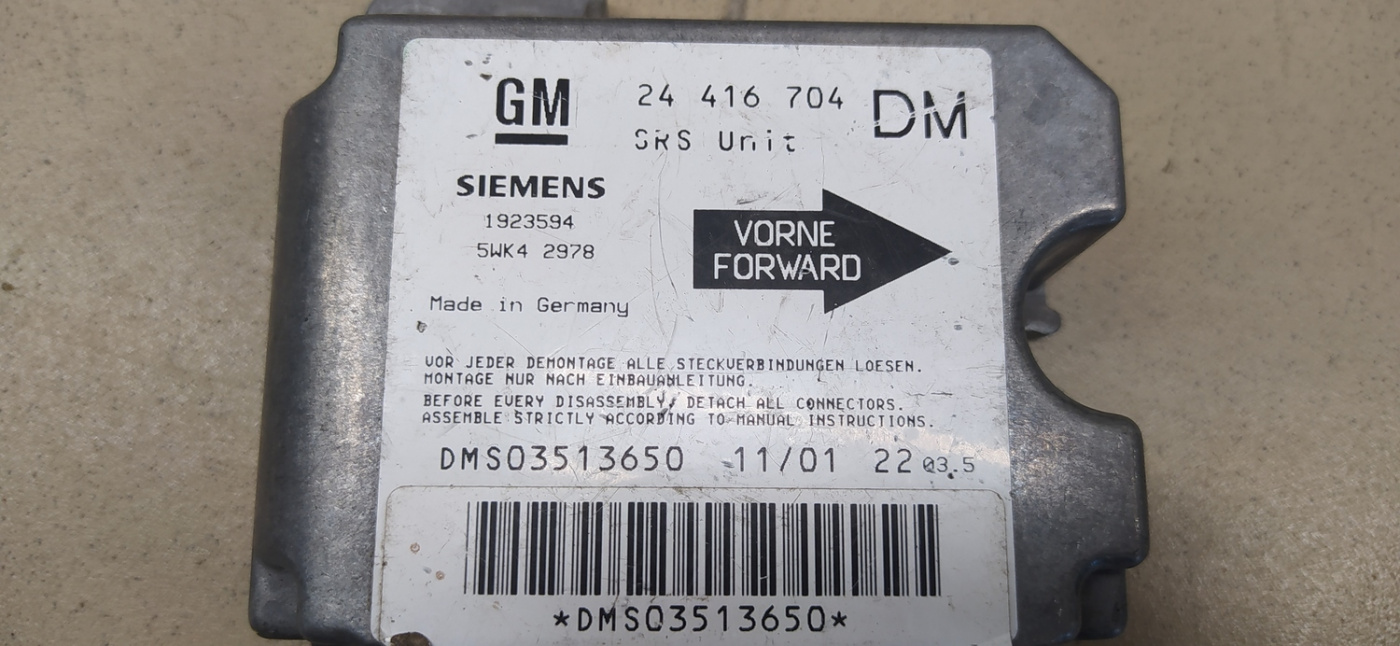 GM 24 416 704 DM
SRS Unit
SIEMENS
1923594
5WK4 2978
VORNE
FORWARD
Made in Germany
VOR JEDER DEMONTAGE ALLE STECKVERBINDUNGEN LOESEN.
MONTAGE NUR NACH EINBAUANLEITUNG.
BEFORE EVERY DISASSEMBLY, DETACH ALL CONNECTORS.
ASSEMBLE STRICTLY ACCORDING TO MANUAL INSTRUCTIONS.
DMS03513650 11/01 22 03.5
*DMS03513650*